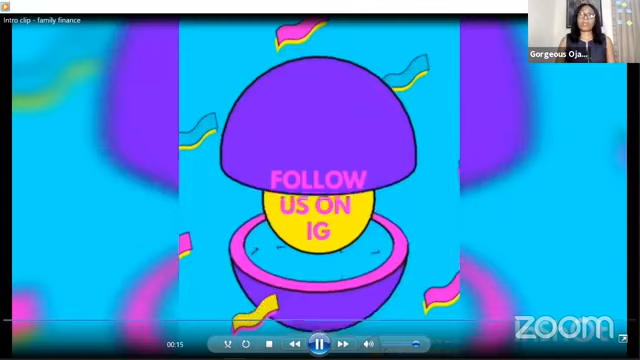 Intro clip - family finance
Gorgeous Oja...
FOLLOW
US ON
IG
00:15
zoom